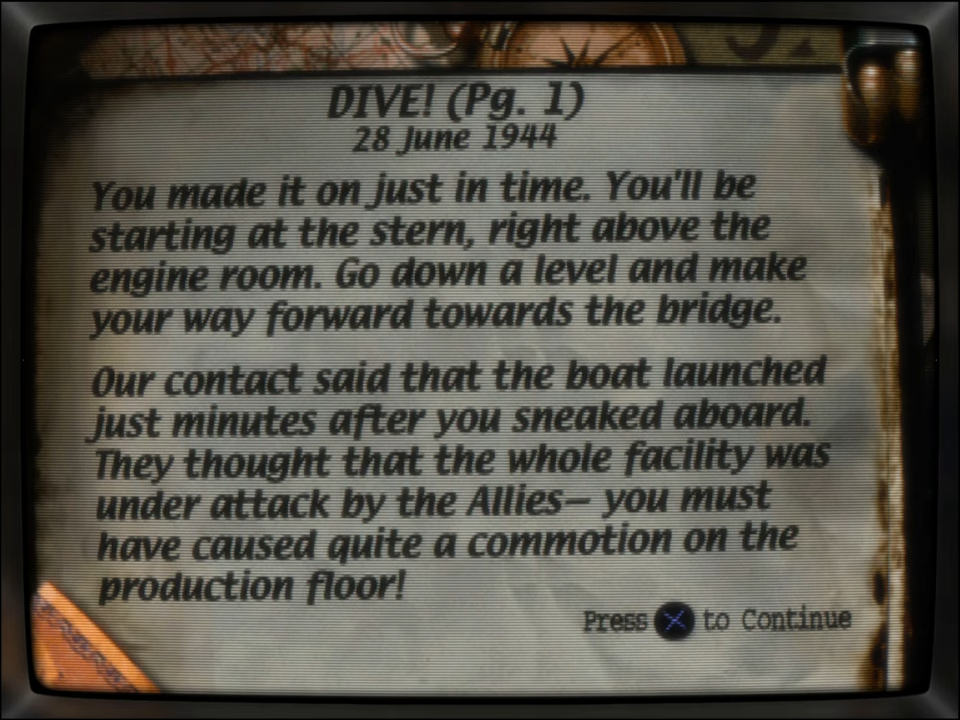 DIVE! (Pg. 1)
28 June 1944
You made it on just in time. You'll be
starting at the stern, right above the
engine room. Go down a level and make
your way forward towards the bridge.
Our contact said that the boat launched
just minutes after you sneaked aboard.
They thought that the whole facility was
under attack by the Allies— you must
have caused quite a commotion on the
production floor!
Press X to Continue